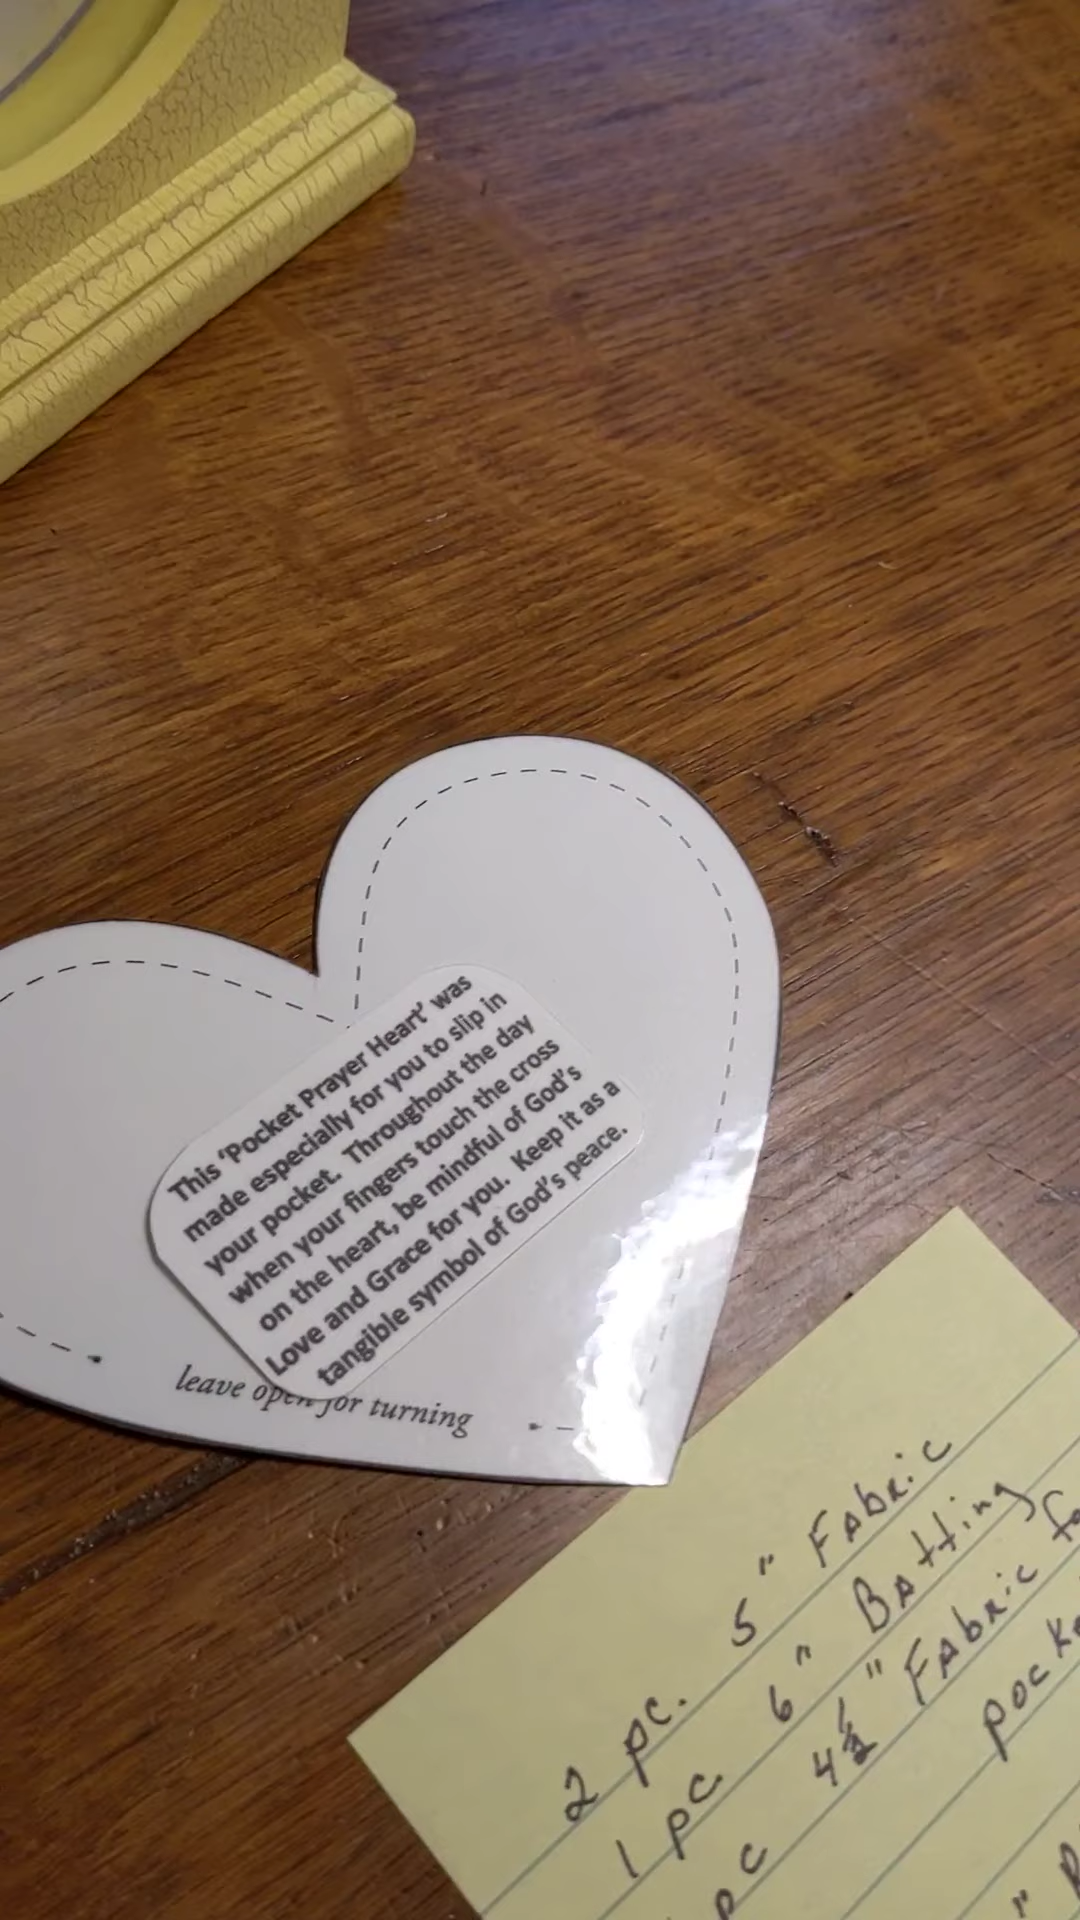 This ‘Pocket Prayer Heart’ was
made especially for you to slip in
your pocket. Throughout the day
when your fingers touch the cross
on the heart, be mindful of God’s
Love and Grace for you. Keep it as a
tangible symbol of God’s peace.
leave open for turning
2 pc. 5" Fabric
1 pc 6" Batting
pc 4½" Fabric